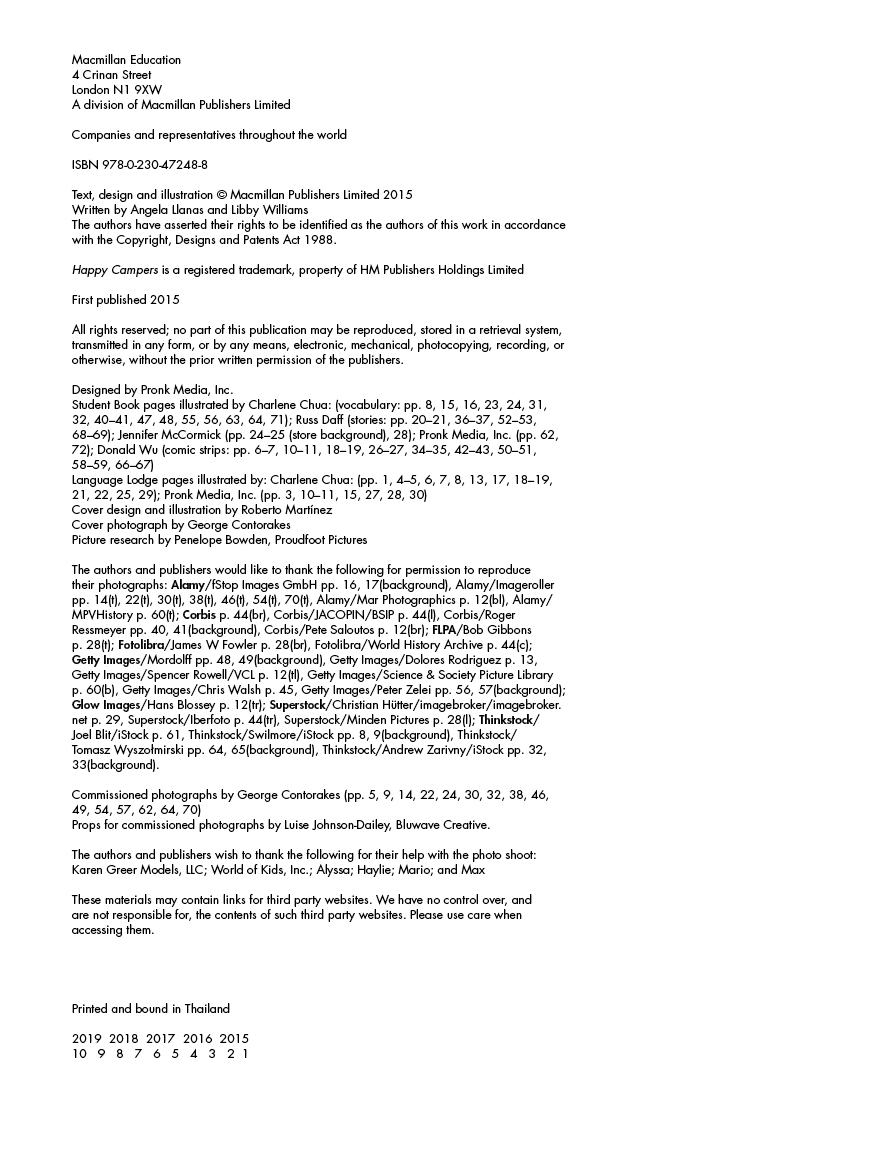 Macmillan Education
4 Crinan Street
London N1 9XW
A division of Macmillan Publishers Limited
Companies and representatives throughout the world
ISBN 978-0-230-47248-8
Text, design and illustration © Macmillan Publishers Limited 2015
Written by Angela Llanas and Libby Williams
The authors have asserted their rights to be identified as the authors of this work in accordance
with the Copyright, Designs and Patents Act 1988.
Happy Campers is a registered trademark, property of HM Publishers Holdings Limited
First published 2015
All rights reserved; no part of this publication may be reproduced, stored in a retrieval system,
transmitted in any form, or by any means, electronic, mechanical, photocopying, recording, or
otherwise, without the prior written permission of the publishers.
Designed by Pronk Media, Inc.
Student Book pages illustrated by Charlene Chua: (vocabulary: pp. 8, 15, 16, 23, 24, 31,
32, 40–41, 47, 48, 55, 56, 63, 64, 71); Russ Daff (stories: pp. 20–21, 36–37, 52–53,
68–69); Jennifer McCormick (pp. 24–25 (store background), 28); Pronk Media, Inc. (pp. 62,
72); Donald Wu (comic strips: pp. 6–7, 10–11, 18–19, 26–27, 34–35, 42–43, 50–51,
58–59, 66–67)
Language Lodge pages illustrated by: Charlene Chua: (pp. 1, 4–5, 6, 7, 8, 13, 17, 18–19,
21, 22, 25, 29); Pronk Media, Inc. (pp. 3, 10–11, 15, 27, 28, 30)
Cover design and illustration by Roberto Martínez
Cover photograph by George Contorakes
Picture research by Penelope Bowden, Proudfoot Pictures
The authors and publishers would like to thank the following for permission to reproduce
their photographs: Alamy/fStop Images GmbH pp. 16, 17(background), Alamy/Imageroller
pp. 14(t), 22(t), 30(t), 38(t), 46(t), 54(t), 70(t), Alamy/Mar Photographics p. 12(bl), Alamy/
MPVHistory p. 60(t); Corbis p. 44(br), Corbis/JACOPIN/BSIP p. 44(l), Corbis/Roger
Ressmeyer pp. 40, 41(background), Corbis/Pete Saloutos p. 12(br); FLPA/Bob Gibbons
p. 28(t); Fotolibra/James W Fowler p. 28(br), Fotolibra/World History Archive p. 44(c);
Getty Images/Mordolff pp. 48, 49(background), Getty Images/Dolores Rodriguez p. 13,
Getty Images/Spencer Rowell/VCL p. 12(tl), Getty Images/Science & Society Picture Library
p. 60(b), Getty Images/Chris Walsh p. 45, Getty Images/Peter Zelei pp. 56, 57(background);
Glow Images/Hans Blossey p. 12(tr); Superstock/Christian Hütter/imagebroker/imagebroker.
net p. 29, Superstock/Iberfoto p. 44(tr), Superstock/Minden Pictures p. 28(l); Thinkstock/
Joel Blit/iStock p. 61, Thinkstock/Swilmore/iStock pp. 8, 9(background), Thinkstock/
Tomasz Wyszołmirski pp. 64, 65(background), Thinkstock/Andrew Zarivny/iStock pp. 32,
33(background).
Commissioned photographs by George Contorakes (pp. 5, 9, 14, 22, 24, 30, 32, 38, 46,
49, 54, 57, 62, 64, 70)
Props for commissioned photographs by Luise Johnson-Dailey, Bluwave Creative.
The authors and publishers wish to thank the following for their help with the photo shoot:
Karen Greer Models, LLC; World of Kids, Inc.; Alyssa; Haylie; Mario; and Max
These materials may contain links for third party websites. We have no control over, and
are not responsible for, the contents of such third party websites. Please use care when
accessing them.
Printed and bound in Thailand
2019 2018 2017 2016 2015
10 9 8 7 6 5 4 3 2 1